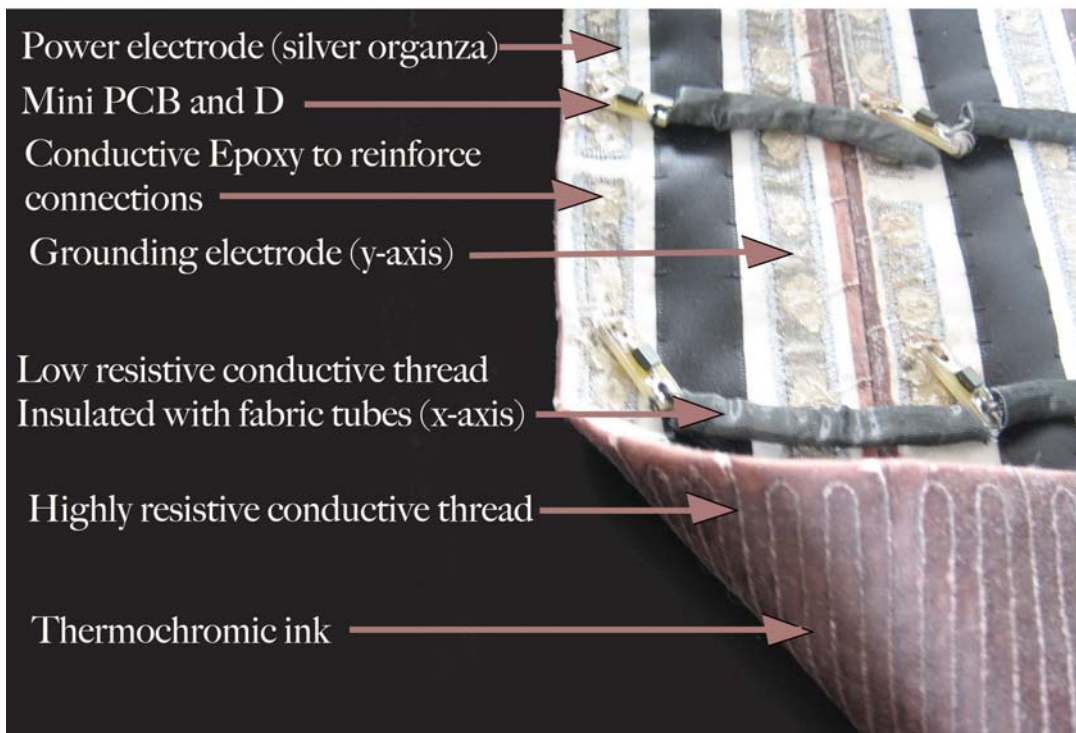 Power electrode (silver organza)
Mini PCB and D
Conductive Epoxy to reinforce
connections
Grounding electrode (y-axis)
Low resistive conductive thread
Insulated with fabric tubes (x-axis)
Highly resistive conductive thread
Thermochromic ink